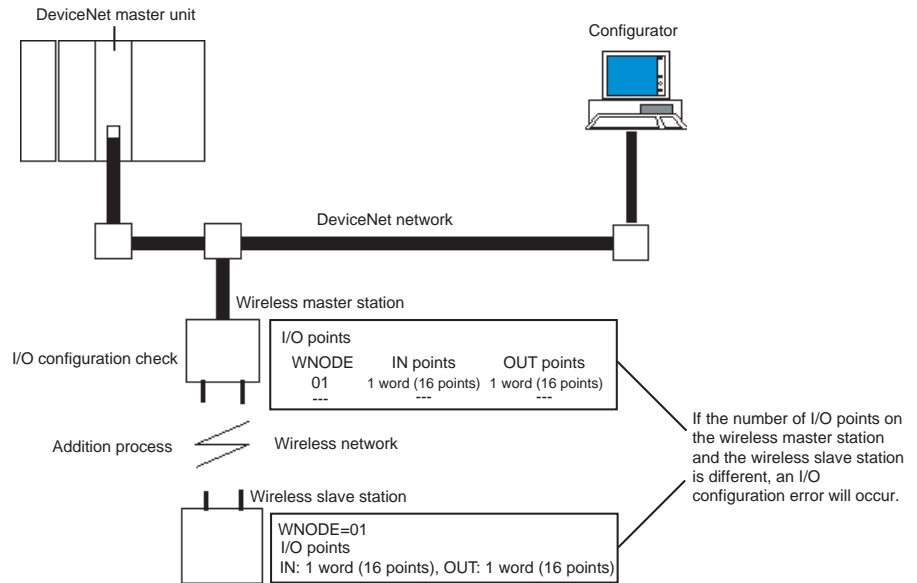 DeviceNet master unit
Configurator
DeviceNet network
Wireless master station
I/O configuration check
I/O points
WNODE IN points OUT points
01 1 word (16 points) 1 word (16 points)
--- --- ---
Addition process
Wireless network
If the number of I/O points on
the wireless master station
and the wireless slave station
is different, an I/O
configuration error will occur.
Wireless slave station
WNODE=01
I/O points
IN: 1 word (16 points), OUT: 1 word (16 points)